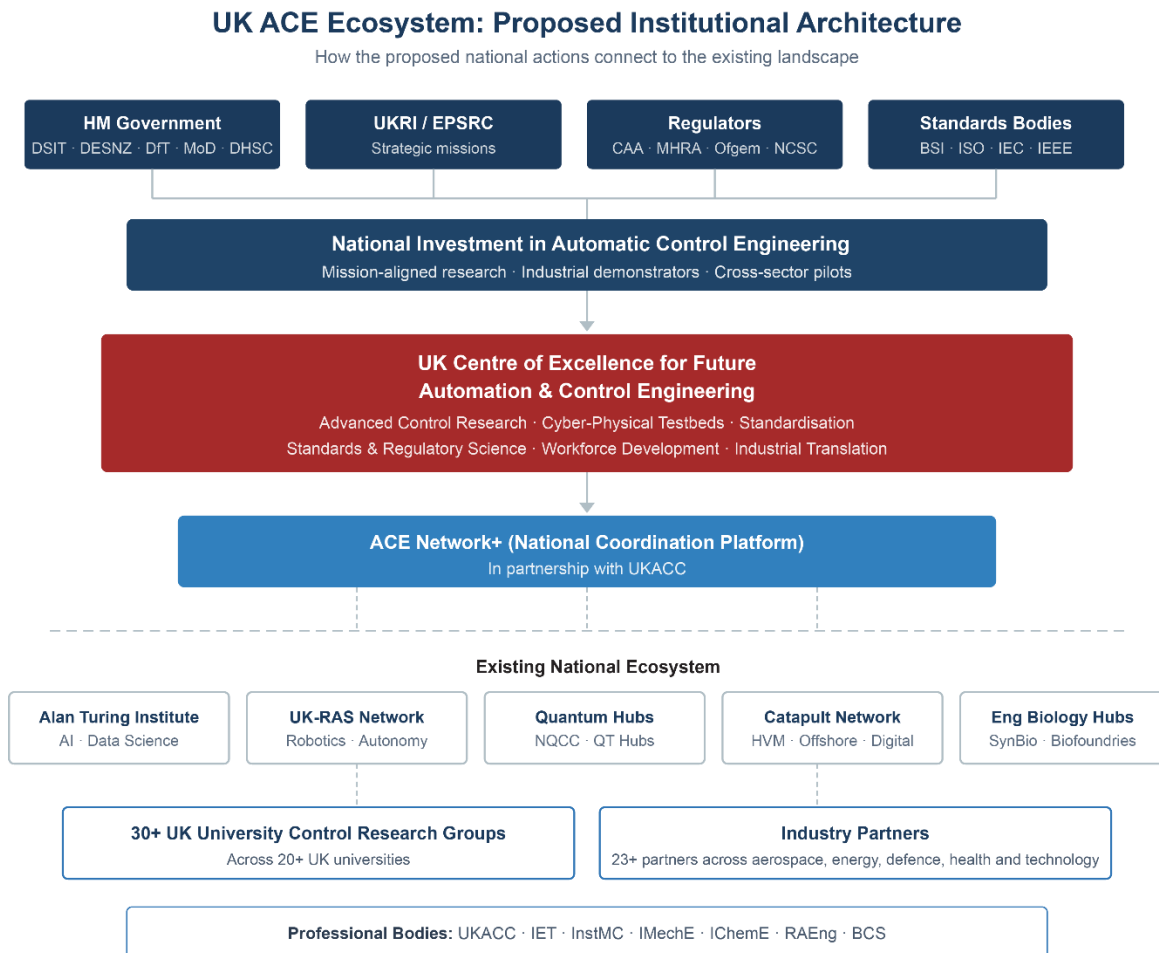 UK ACE Ecosystem: Proposed Institutional Architecture
How the proposed national actions connect to the existing landscape
HM Government
DSIT · DESNZ · DfT · MoD · DHSC
UKRI / EPSRC
Strategic missions
Regulators
CAA · MHRA · Ofgem · NCSC
Standards Bodies
BSI · ISO · IEC · IEEE
National Investment in Automatic Control Engineering
Mission-aligned research · Industrial demonstrators · Cross-sector pilots
UK Centre of Excellence for Future
Automation & Control Engineering
Advanced Control Research · Cyber-Physical Testbeds · Standardisation
Standards & Regulatory Science · Workforce Development · Industrial Translation
ACE Network+ (National Coordination Platform)
In partnership with UKACC
Existing National Ecosystem
Alan Turing Institute
AI · Data Science
UK-RAS Network
Robotics · Autonomy
Quantum Hubs
NQCC · QT Hubs
Catapult Network
HVM · Offshore · Digital
Eng Biology Hubs
SynBio · Biofoundries
30+ UK University Control Research Groups
Across 20+ UK universities
Industry Partners
23+ partners across aerospace, energy, defence, health and technology
Professional Bodies: UKACC · IET · InstMC · IMechE · IChemE · RAEng · BCS